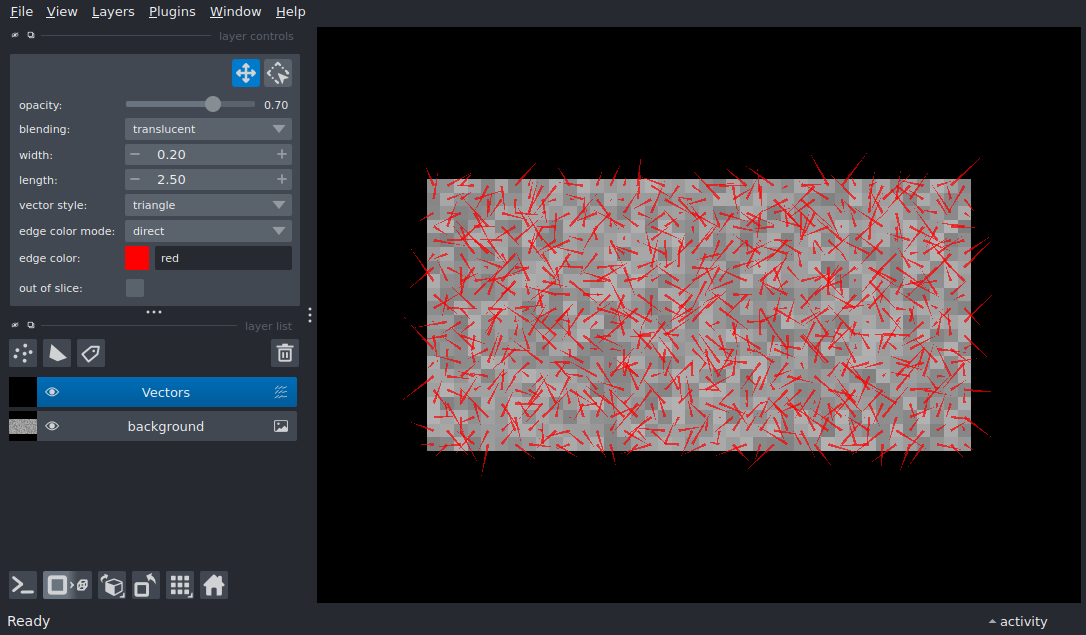 File View Layers Plugins Window Help
layer controls
opacity: 0.70
blending: translucent
width: 0.20
length: 2.50
vector style: triangle
edge color mode: direct
edge color: red
out of slice:
layer list
Vectors
background
Ready
activity